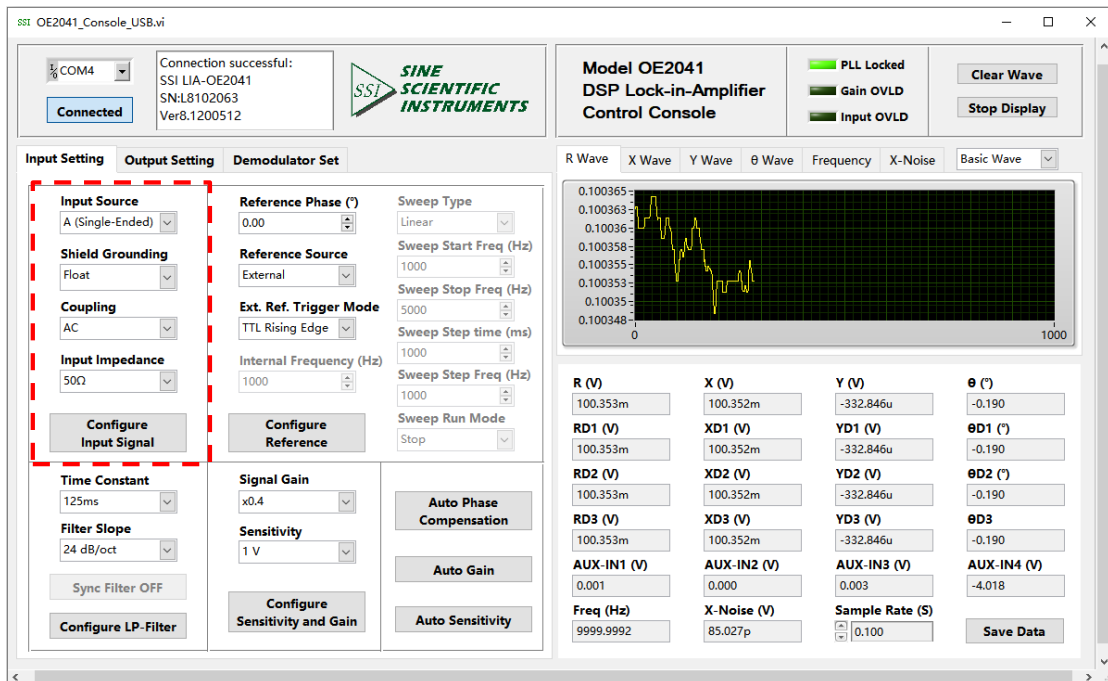 SSI OE2041_Console_USB.vi
I/O COM4
Connected
Connection successful:
SSI LIA-OE2041
SN:L8102063
Ver8.1200512
SSI
SINE
SCIENTIFIC
INSTRUMENTS
Model OE2041
DSP Lock-in-Amplifier
Control Console
PLL Locked
Gain OVLD
Input OVLD
Clear Wave
Stop Display
Input Setting Output Setting Demodulator Set
Input Source
A (Single-Ended)
Shield Grounding
Float
Coupling
AC
Input Impedance
50Ω
Configure
Input Signal
Reference Phase (°)
0.00
Reference Source
External
Ext. Ref. Trigger Mode
TTL Rising Edge
Internal Frequency (Hz)
1000
Configure
Reference
Sweep Type
Linear
Sweep Start Freq (Hz)
1000
Sweep Stop Freq (Hz)
5000
Sweep Step time (ms)
1000
Sweep Step Freq (Hz)
1000
Sweep Run Mode
Stop
Time Constant
125ms
Filter Slope
24 dB/oct
Sync Filter OFF
Configure LP-Filter
Signal Gain
x0.4
Sensitivity
1 V
Configure
Sensitivity and Gain
Auto Phase
Compensation
Auto Gain
Auto Sensitivity
R Wave X Wave Y Wave θ Wave Frequency X-Noise Basic Wave
0.100365
0.100363
0.10036
0.100358
0.100355
0.100353
0.10035
0.100348
0 1000
R (V) X (V) Y (V) θ (°)
100.353m 100.352m -332.846u -0.190
RD1 (V) XD1 (V) YD1 (V) θD1 (°)
100.353m 100.352m -332.846u -0.190
RD2 (V) XD2 (V) YD2 (V) θD2 (°)
100.353m 100.352m -332.846u -0.190
RD3 (V) XD3 (V) YD3 (V) θD3
100.353m 100.352m -332.846u -0.190
AUX-IN1 (V) AUX-IN2 (V) AUX-IN3 (V) AUX-IN4 (V)
0.001 0.000 0.003 -4.018
Freq (Hz) X-Noise (V) Sample Rate (S)
9999.9992 85.027p 0.100 Save Data